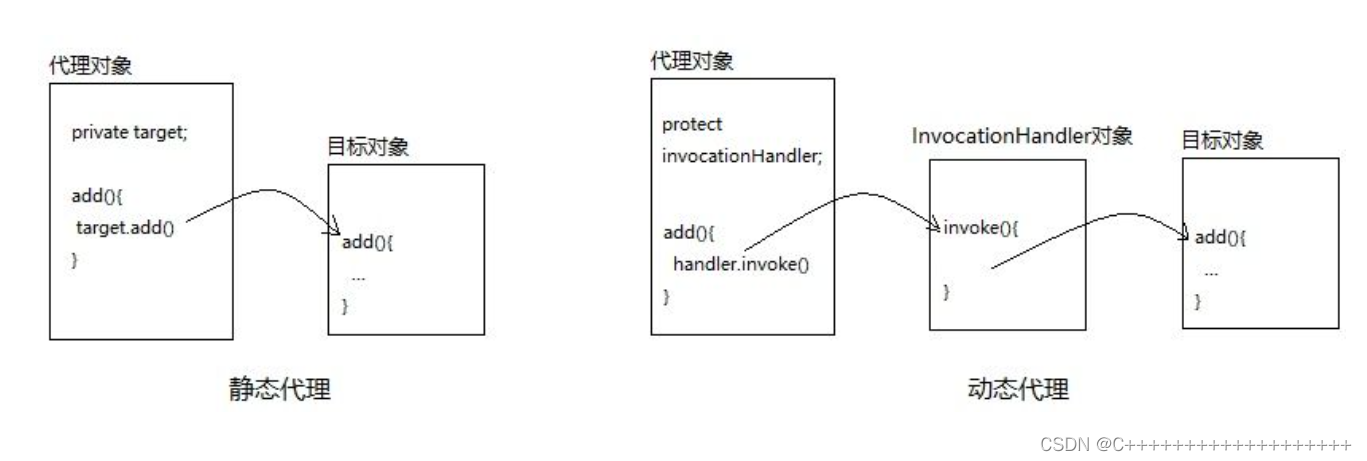 代理对象
private target;
add(){
target.add()
}
目标对象
add(){
...
}
静态代理
代理对象
protect
invocationHandler;
add(){
handler.invoke()
}
InvocationHandler对象
invoke(){
}
目标对象
add(){
...
}
动态代理
CSDN @C+++++++++++++++++++